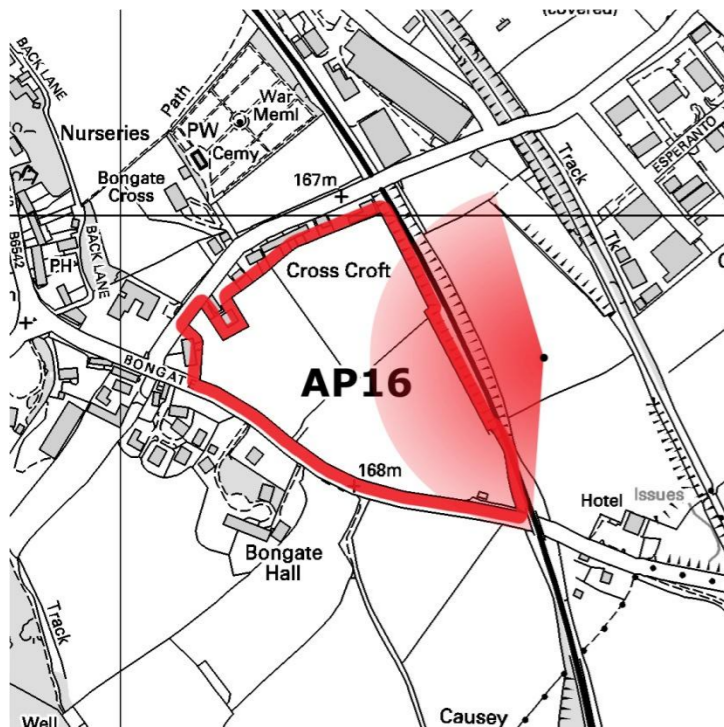 (covered)
BACK LANE
Path
War
Meml
Nurseries
PW
Cemy
Bongate
Cross
167m
Track
ESPERANTO
B6542
PH
BACK LANE
Tk
Cross Croft
BONGAT
AP16
168m
Hotel
Issues
Bongate
Hall
Track
Causey
Well